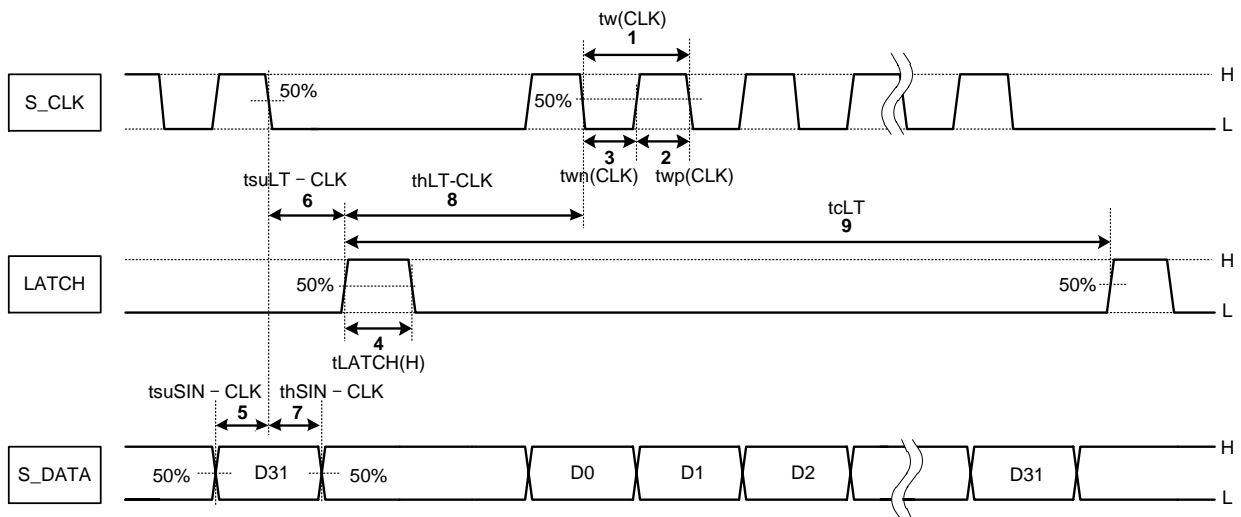 tw(CLK)
1
S_CLK
50%
50%
H
L
3
2
twn(CLK)
twp(CLK)
tsuLT – CLK
6
thLT-CLK
8
tcLT
9
LATCH
50%
50%
H
L
4
tLATCH(H)
tsuSIN – CLK
5
thSIN – CLK
7
S_DATA
50%
D31
50%
D0
D1
D2
D31
H
L